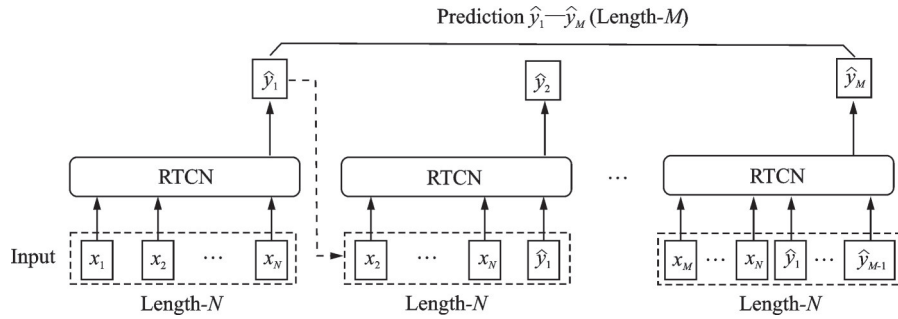 Prediction ŷ₁—ŷ_M (Length-M)
ŷ₁ ŷ₂ ŷ_M
RTCN RTCN ⋯ RTCN
Input x₁ x₂ ⋯ x_N x₂ ⋯ x_N ŷ₁ x_M ⋯ x_N ŷ₁ ⋯ ŷ_{M-1}
Length-N Length-N Length-N